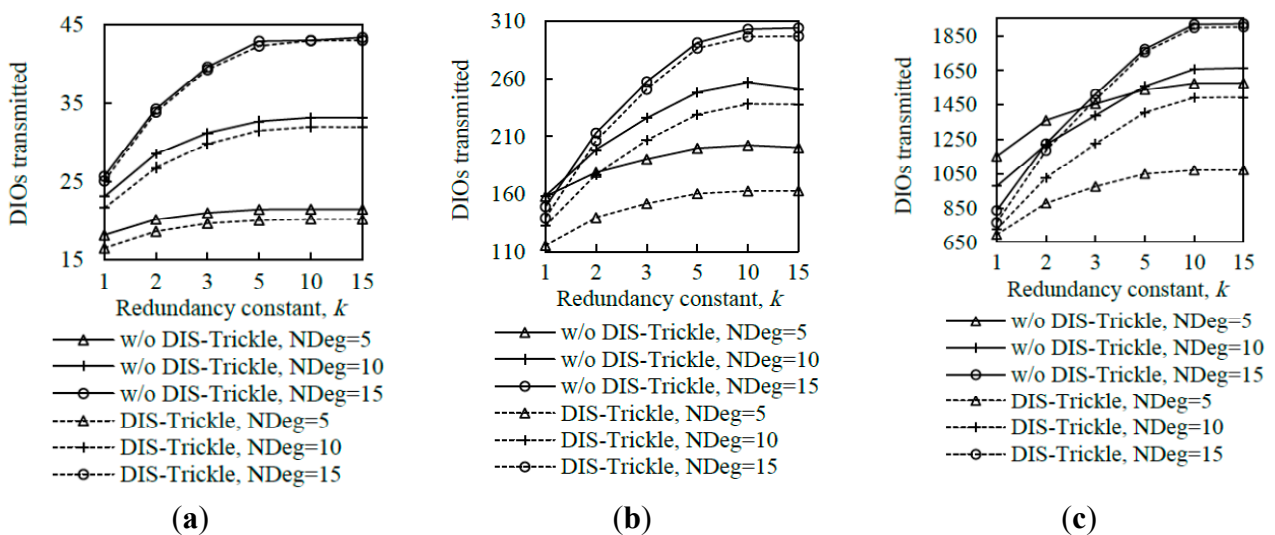 45
35
25
15
DIOs transmitted
1 2 3 5 10 15
Redundancy constant, k
w/o DIS-Trickle, NDeg=5
w/o DIS-Trickle, NDeg=10
w/o DIS-Trickle, NDeg=15
DIS-Trickle, NDeg=5
DIS-Trickle, NDeg=10
DIS-Trickle, NDeg=15
(a)
310
260
210
160
110
DIOs transmitted
1 2 3 5 10 15
Redundancy constant, k
w/o DIS-Trickle, NDeg=5
w/o DIS-Trickle, NDeg=10
w/o DIS-Trickle, NDeg=15
DIS-Trickle, NDeg=5
DIS-Trickle, NDeg=10
DIS-Trickle, NDeg=15
(b)
1850
1650
1450
1250
1050
850
650
DIOs transmitted
1 2 3 5 10 15
Redundancy constant, k
w/o DIS-Trickle, NDeg=5
w/o DIS-Trickle, NDeg=10
w/o DIS-Trickle, NDeg=15
DIS-Trickle, NDeg=5
DIS-Trickle, NDeg=10
DIS-Trickle, NDeg=15
(c)